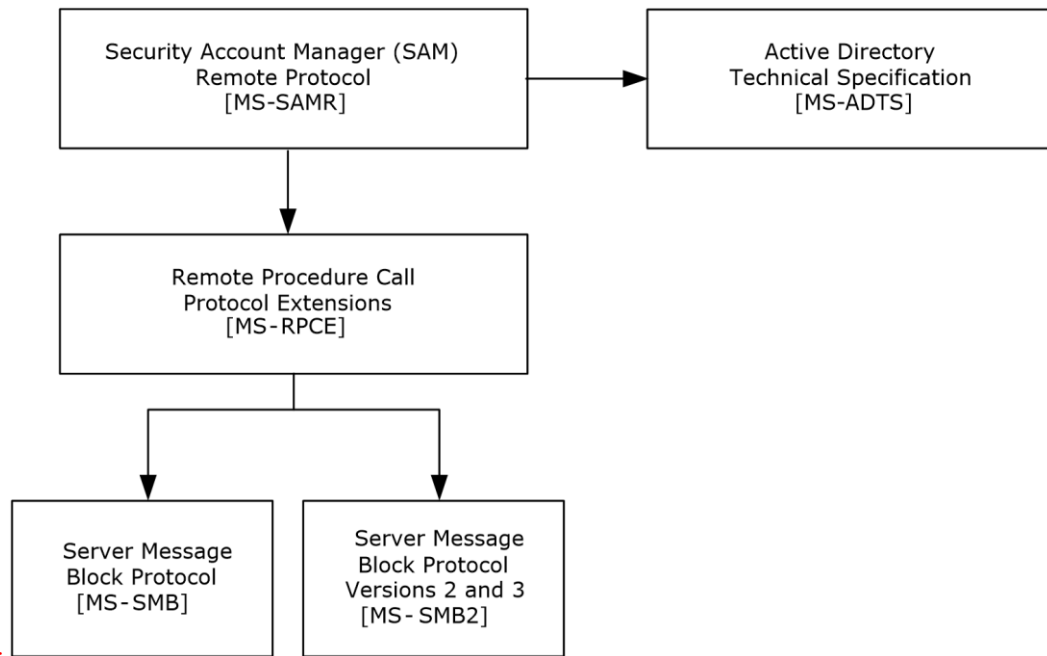 Security Account Manager (SAM)
Remote Protocol
[MS-SAMR]
Active Directory
Technical Specification
[MS-ADTS]
Remote Procedure Call
Protocol Extensions
[MS-RPCE]
Server Message
Block Protocol
[MS-SMB]
Server Message
Block Protocol
Versions 2 and 3
[MS-SMB2]